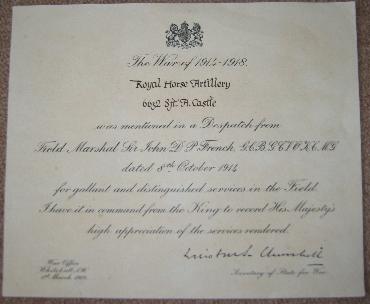 The War of 1914-1918.
Royal Horse Artillery
6692 Sjt. A. Castle
was mentioned in a Despatch from
Field Marshal Sir John D. P. French, G.C.B. G.C.V.O. K.C.M.G.
dated 8th October 1914
for gallant and distinguished services in the Field.
I have it in command from the King to record His Majesty's
high appreciation of the services rendered.
Winston S. Churchill
War Office
Whitehall, S.W.
1st March, 1919.
Secretary of State for War